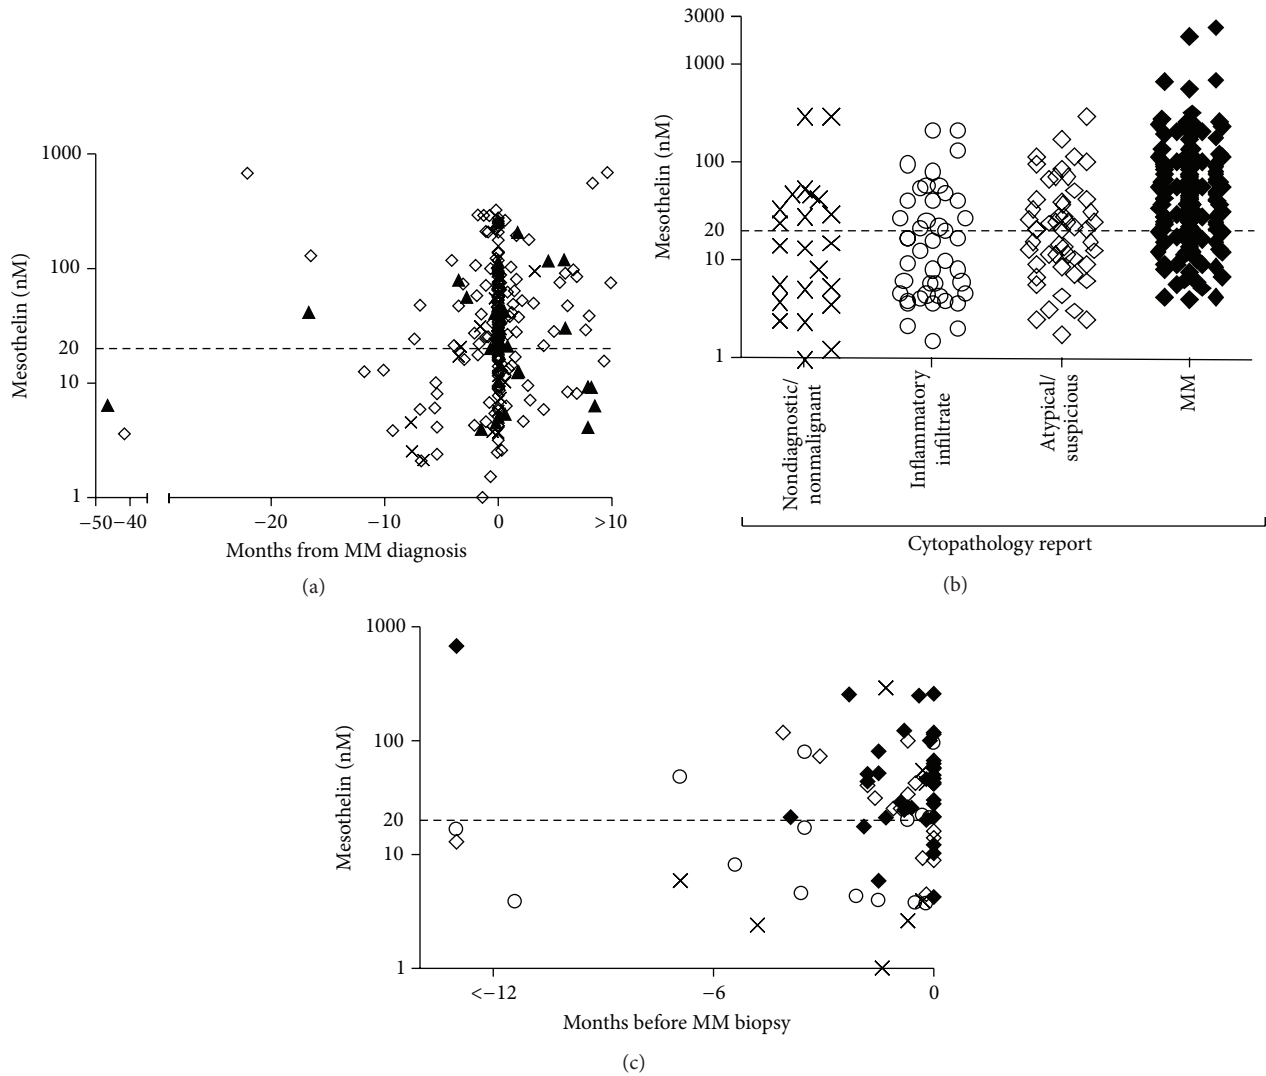 1000
100
20
10
1
Mesothelin (nM)
−50−40
−20
−10
0
>10
Months from MM diagnosis
(a)
3000
1000
100
20
10
1
Mesothelin (nM)
Nondiagnostic/
nonmalignant
Inflammatory
infiltrate
Atypical/
suspicious
MM
Cytopathology report
(b)
1000
100
20
10
1
Mesothelin (nM)
<−12
−6
0
Months before MM biopsy
(c)